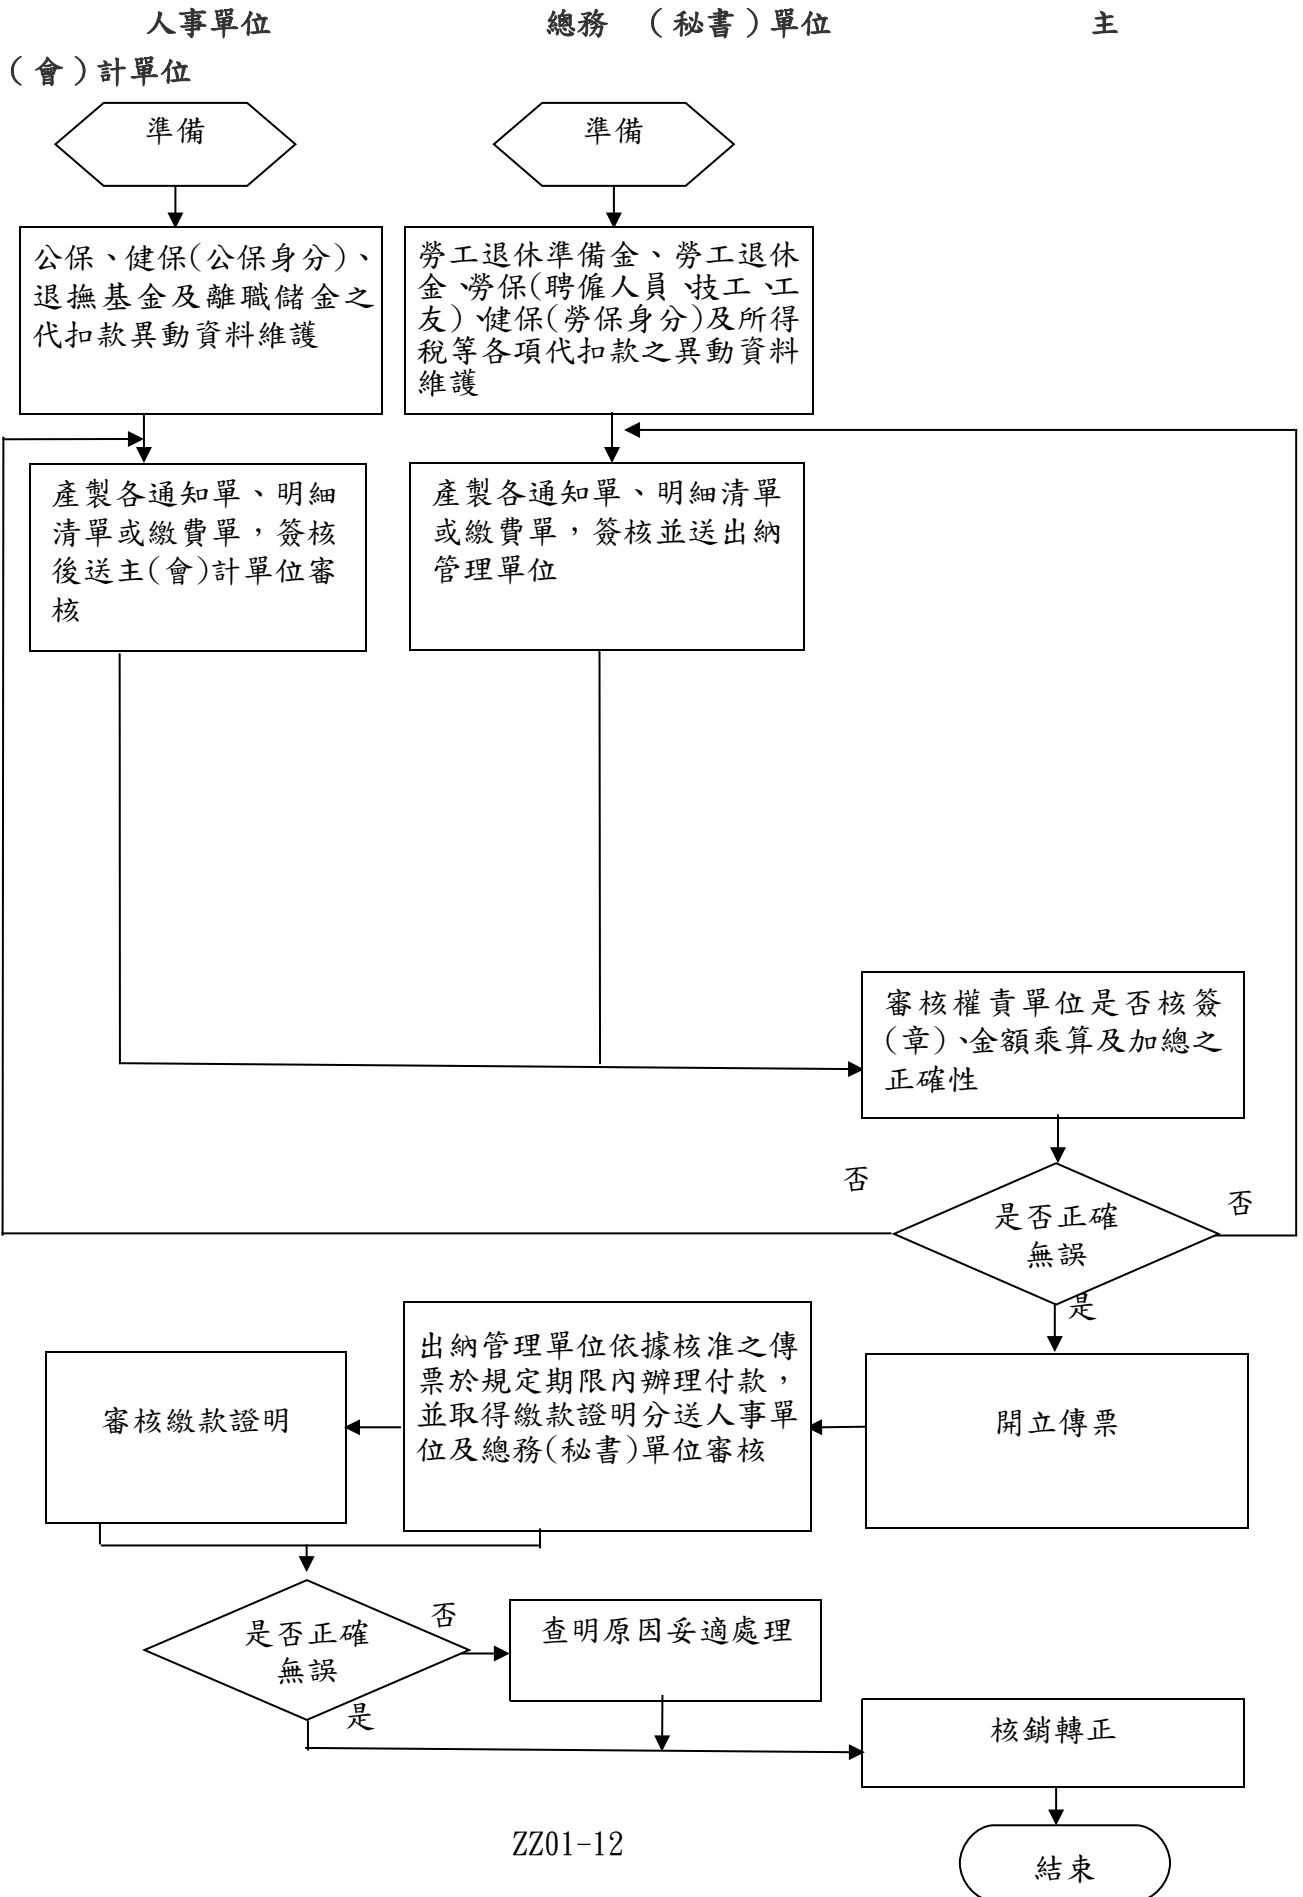 人事單位 總務 （秘書）單位 主
（會）計單位
準備
準備
公保、健保(公保身分)、
退撫基金及離職儲金之
代扣款異動資料維護
勞工退休準備金、勞工退休
金、勞保(聘僱人員、技工、工
友)、健保(勞保身分)及所得
稅等各項代扣款之異動資料
維護
產製各通知單、明細
清單或繳費單，簽核
後送主(會)計單位審
核
產製各通知單、明細清單
或繳費單，簽核並送出納
管理單位
審核權責單位是否核簽
(章)、金額乘算及加總之
正確性
否
是否正確
無誤
否
是
出納管理單位依據核准之傳
票於規定期限內辦理付款，
並取得繳款證明分送人事單
位及總務(秘書)單位審核
審核繳款證明
開立傳票
是否正確
無誤
否
查明原因妥適處理
是
核銷轉正
ZZ01-12
結束